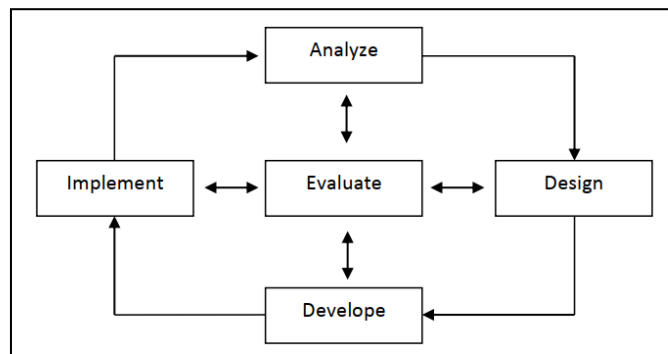 Analyze
Implement
Evaluate
Design
Develope